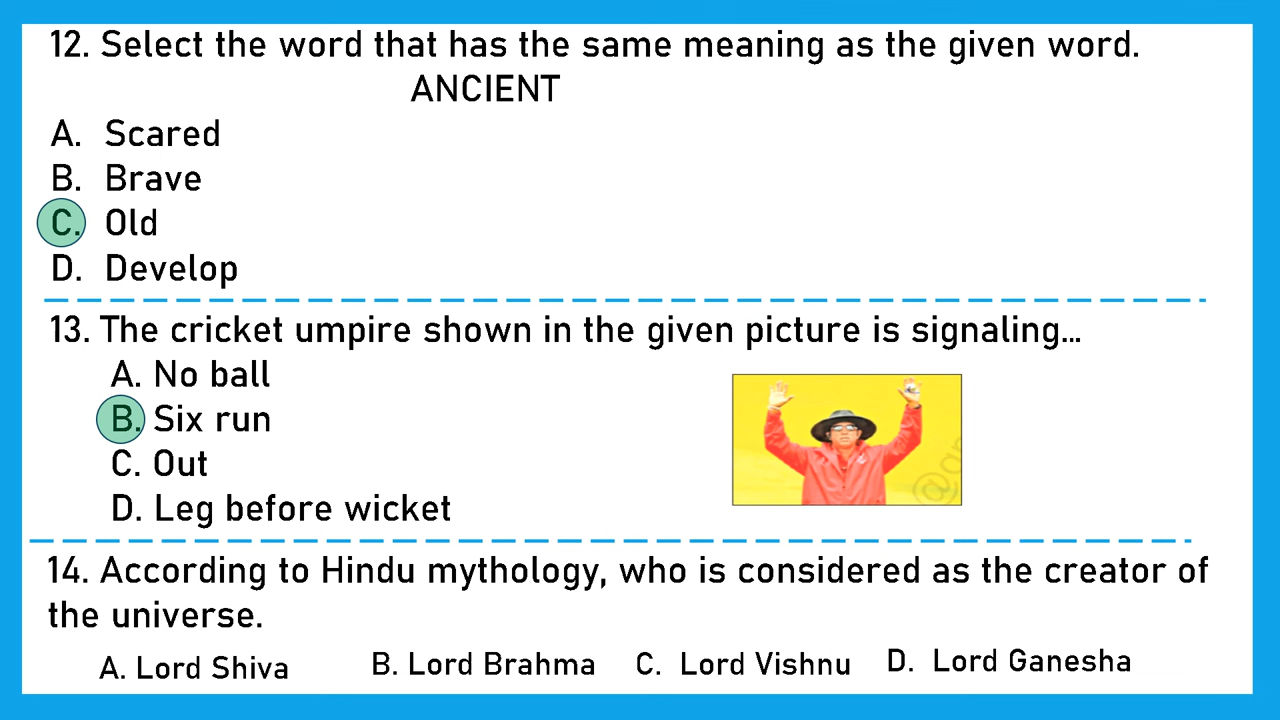 12. Select the word that has the same meaning as the given word.
ANCIENT
A. Scared
B. Brave
C. Old
D. Develop
13. The cricket umpire shown in the given picture is signaling...
A. No ball
B. Six run
C. Out
D. Leg before wicket
14. According to Hindu mythology, who is considered as the creator of
the universe.
A. Lord Shiva B. Lord Brahma C. Lord Vishnu D. Lord Ganesha